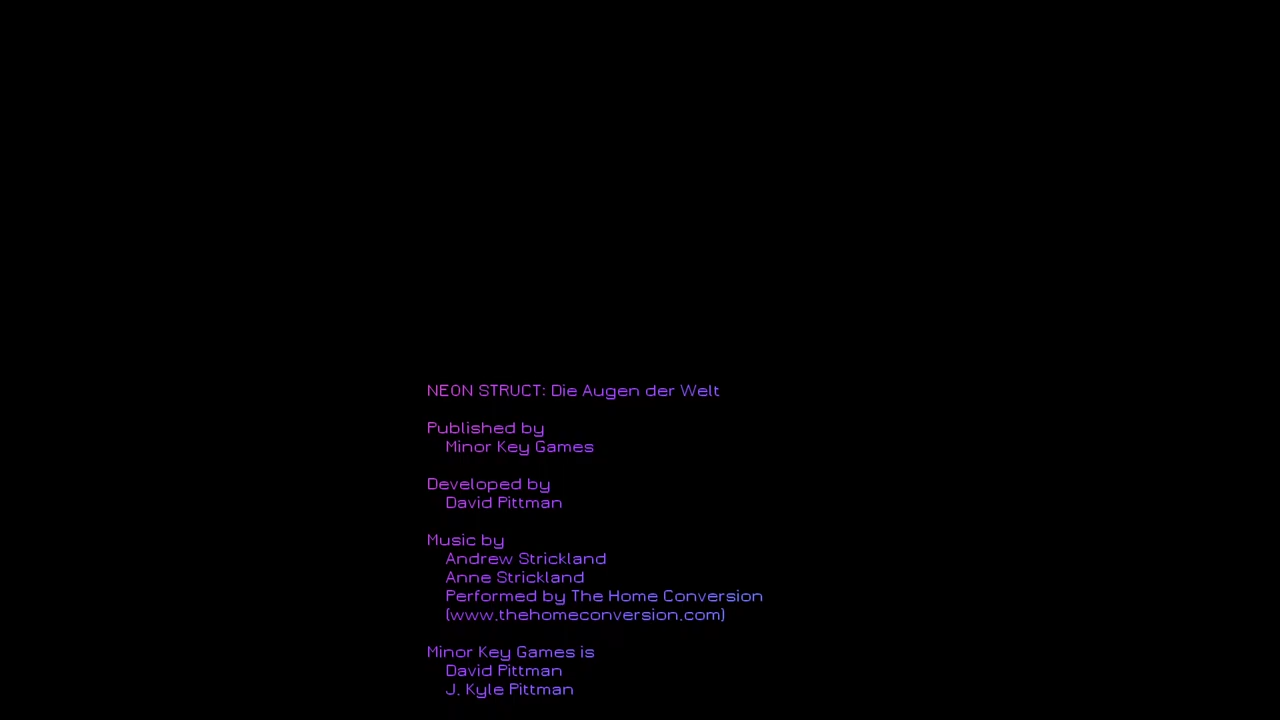 NEON STRUCT: Die Augen der Welt
Published by
Minor Key Games
Developed by
David Pittman
Music by
Andrew Strickland
Anne Strickland
Performed by The Home Conversion
(www.thehomeconversion.com)
Minor Key Games is
David Pittman
J. Kyle Pittman